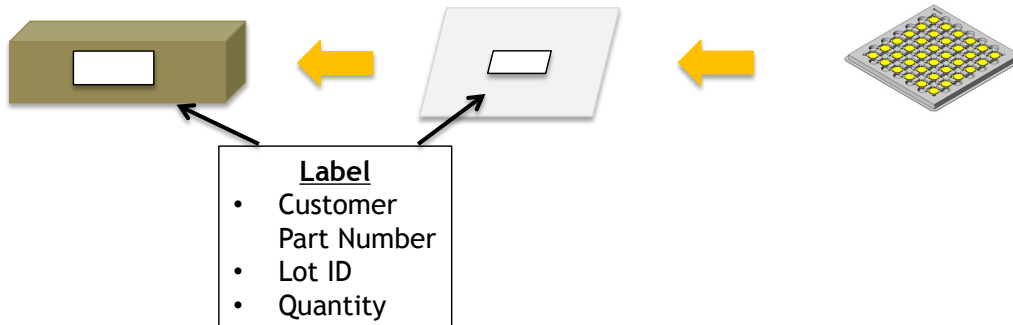 Label
• Customer
Part Number
• Lot ID
• Quantity